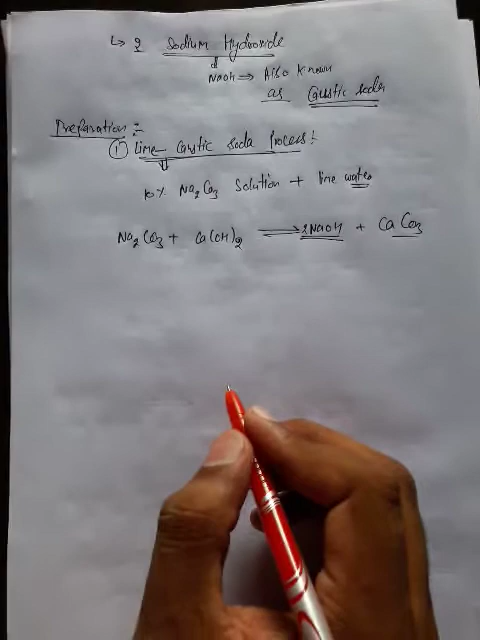 ↳ 2 Sodium Hydroxide
NaOH ⇒ Also known
as Caustic soda
Preparation :-
① Lime - Caustic soda Process :
10% Na2CO3 Solution + lime water
Na2CO3 + Ca(OH)2 ⟶ 2NaOH + CaCO3